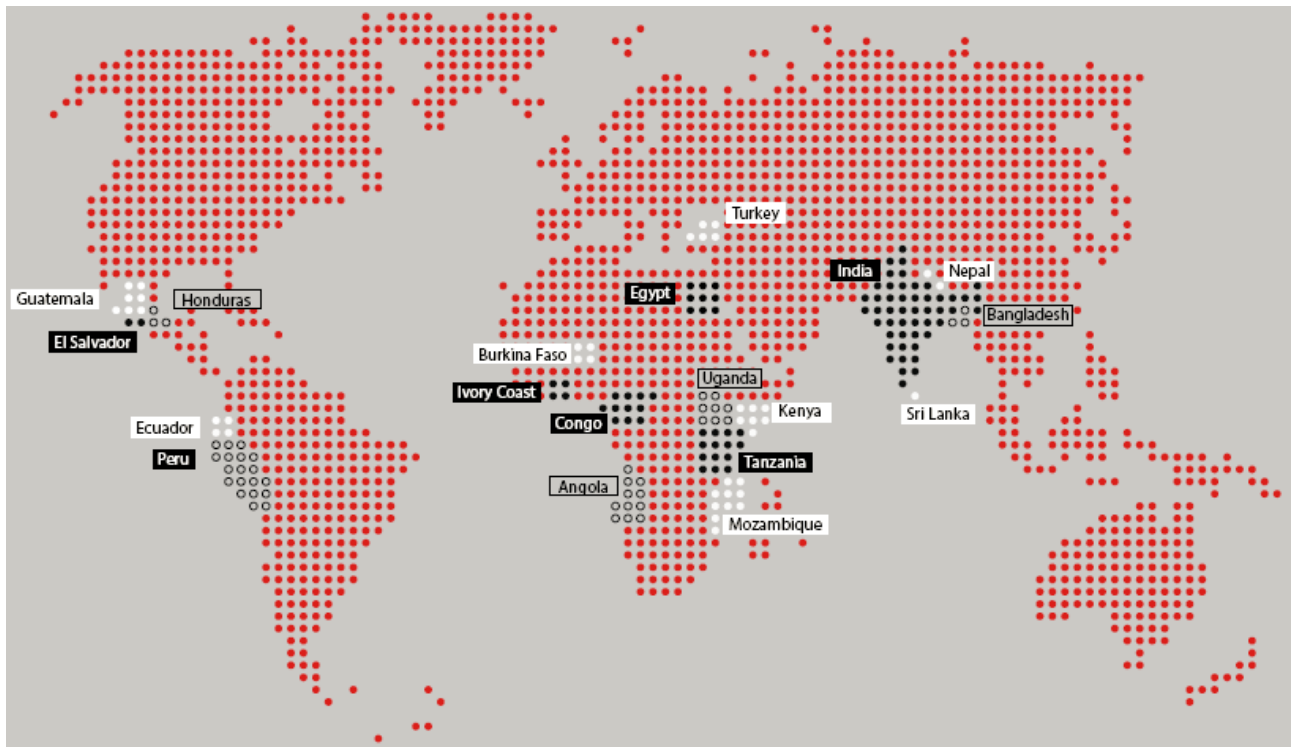 Turkey
India
Nepal
Guatemala
Honduras
Egypt
Bangladesh
El Salvador
Burkina Faso
Uganda
Ivory Coast
Kenya
Sri Lanka
Congo
Ecuador
Peru
Tanzania
Angola
Mozambique